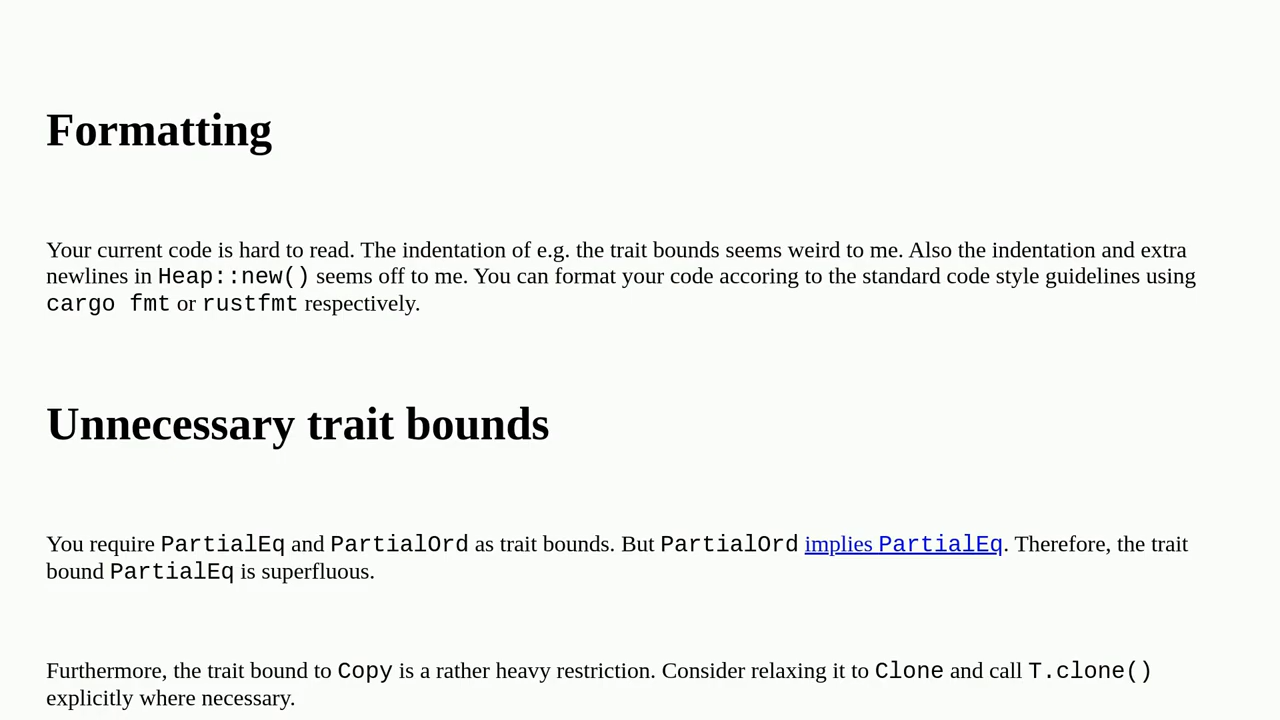 Formatting
Your current code is hard to read. The indentation of e.g. the trait bounds seems weird to me. Also the indentation and extra
newlines in Heap::new() seems off to me. You can format your code accoring to the standard code style guidelines using
cargo fmt or rustfmt respectively.
Unnecessary trait bounds
You require PartialEq and PartialOrd as trait bounds. But PartialOrd implies PartialEq. Therefore, the trait
bound PartialEq is superfluous.
Furthermore, the trait bound to Copy is a rather heavy restriction. Consider relaxing it to Clone and call T.clone()
explicitly where necessary.